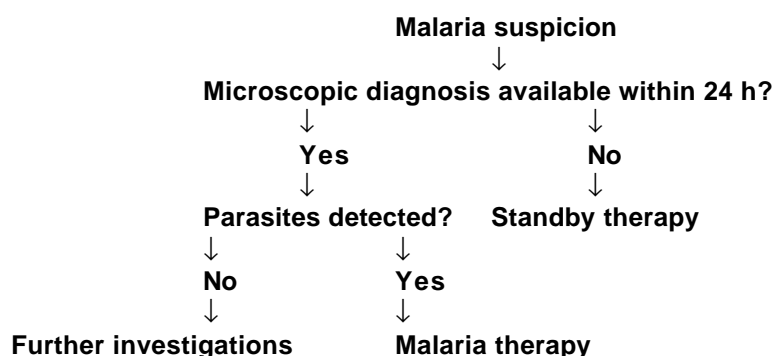 Malaria suspicion
↓
Microscopic diagnosis available within 24 h?
↓ ↓
Yes No
↓ ↓
Parasites detected? Standby therapy
↓ ↓
No Yes
↓ ↓
Further investigations Malaria therapy